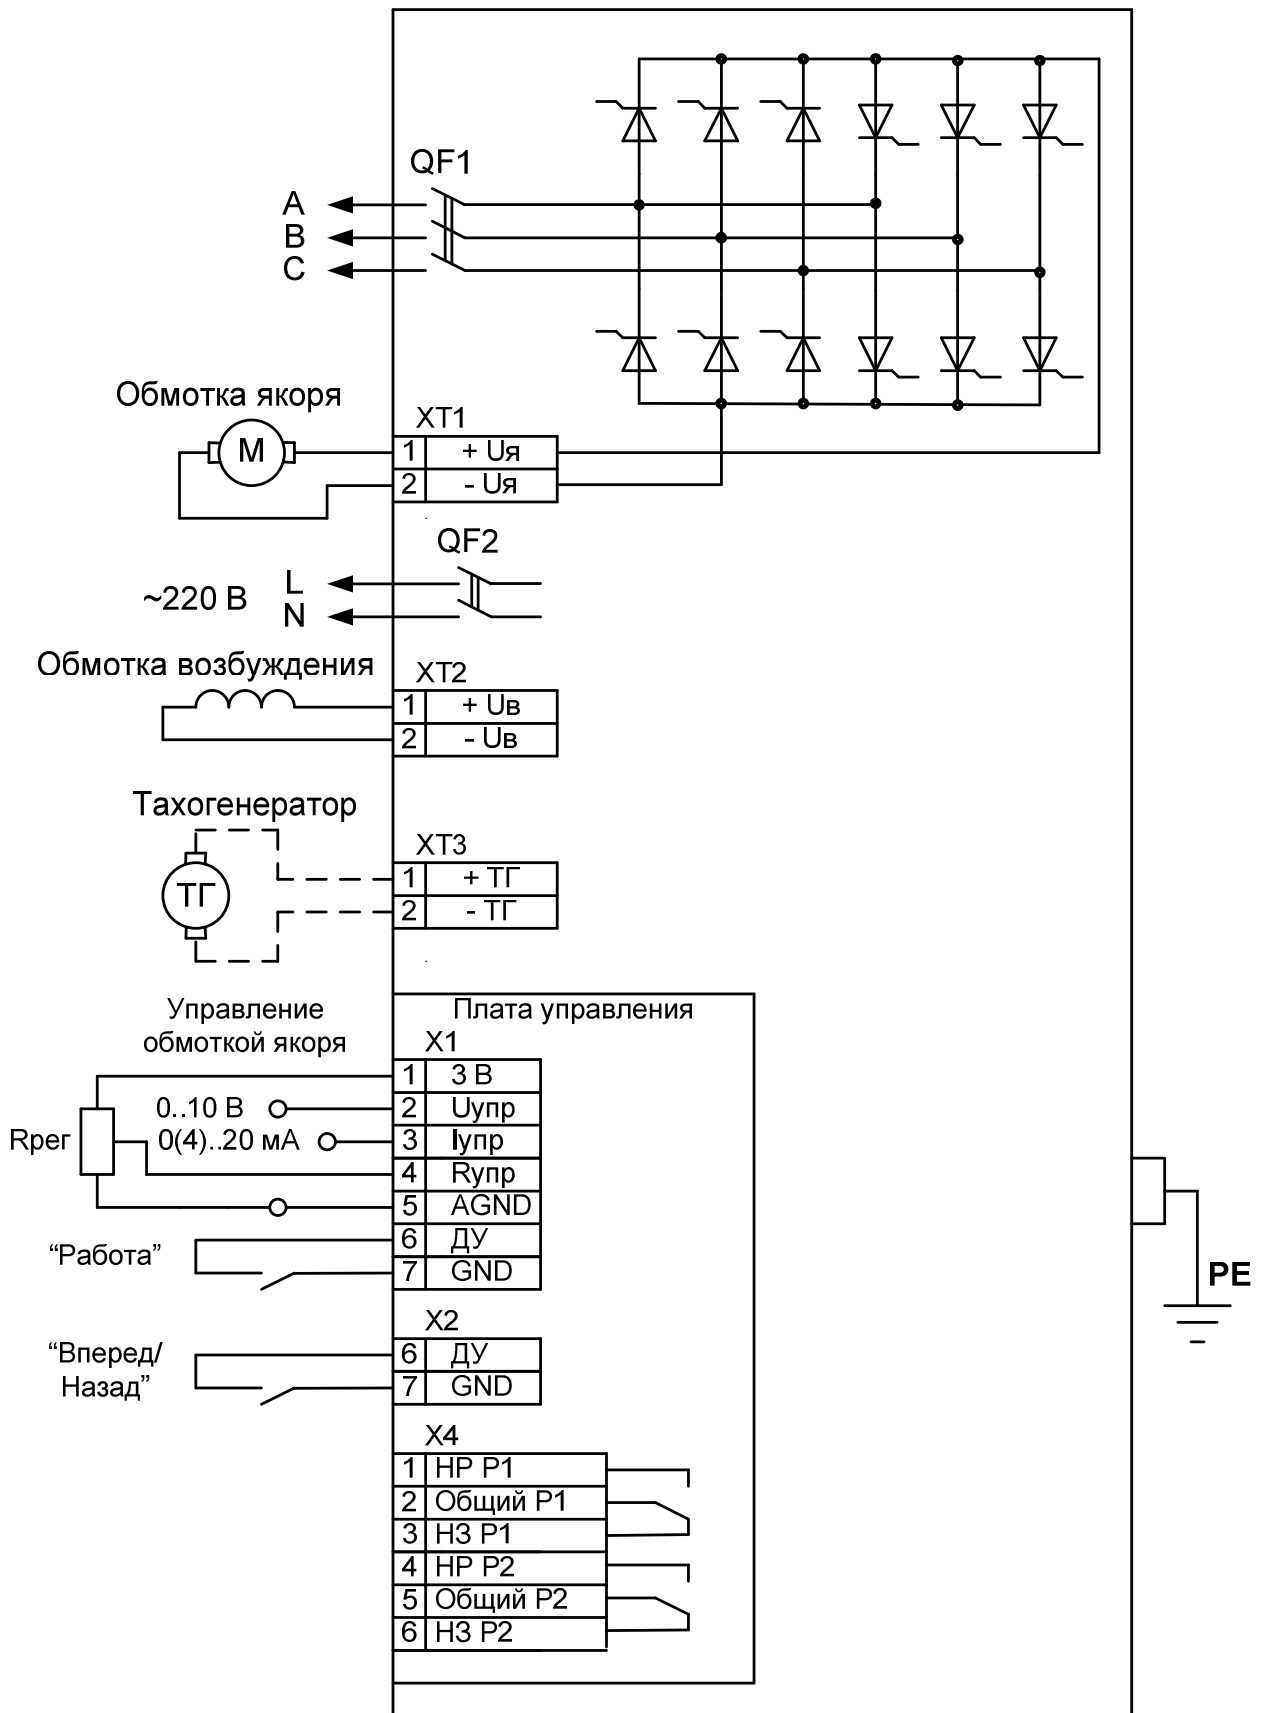 QF1
A
B
C
Обмотка якоря
M
XT1
1 + Uя
2 - Uя
QF2
~220 В
L
N
Обмотка возбуждения
XT2
1 + Uв
2 - Uв
Тахогенератор
ТГ
XT3
1 + ТГ
2 - ТГ
Управление
обмоткой якоря
Плата управления
X1
1 3 В
0..10 В 2 Uупр
Rрег 0(4)..20 мА 3 Iупр
4 Rупр
5 AGND
6 ДУ
“Работа”
7 GND
PE
X2
“Вперед/
Назад”
6 ДУ
7 GND
X4
1 НР Р1
2 Общий Р1
3 НЗ Р1
4 НР Р2
5 Общий Р2
6 НЗ Р2